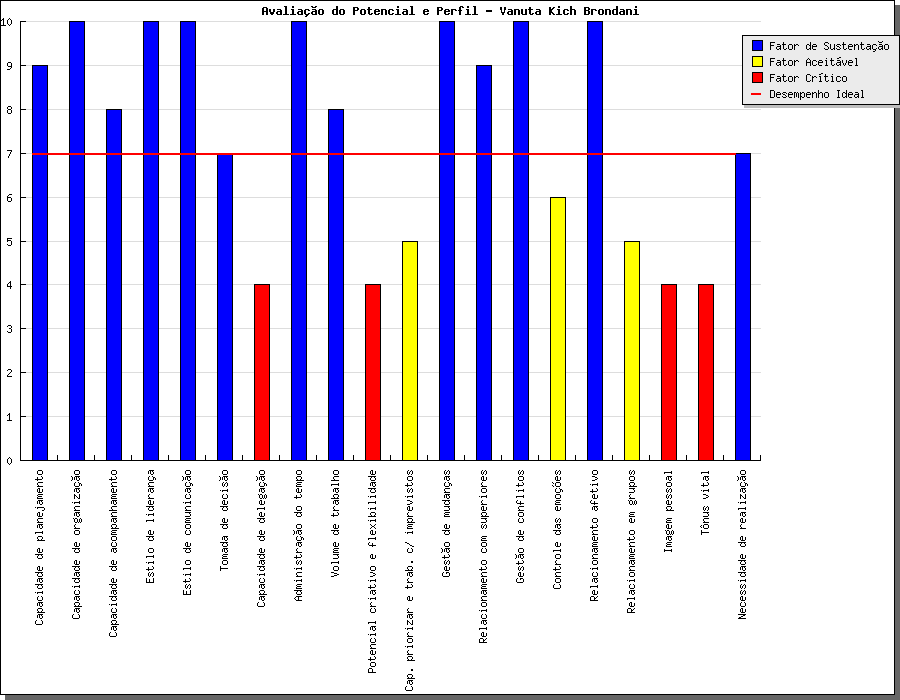 Avaliação do Potencial e Perfil - Vanuta Kich Brondani
Fator de Sustentação
Fator Aceitável
Fator Crítico
Desempenho Ideal
10
9
8
7
6
5
4
3
2
1
0
Capacidade de planejamento
Capacidade de organização
Capacidade de acompanhamento
Estilo de liderança
Estilo de comunicação
Tomada de decisão
Capacidade de delegação
Administração do tempo
Volume de trabalho
Potencial criativo e flexibilidade
Cap. priorizar e trab. c/ imprevistos
Gestão de mudanças
Relacionamento com superiores
Gestão de conflitos
Controle das emoções
Relacionamento afetivo
Relacionamento em grupos
Imagem pessoal
Tônus vital
Necessidade de realização